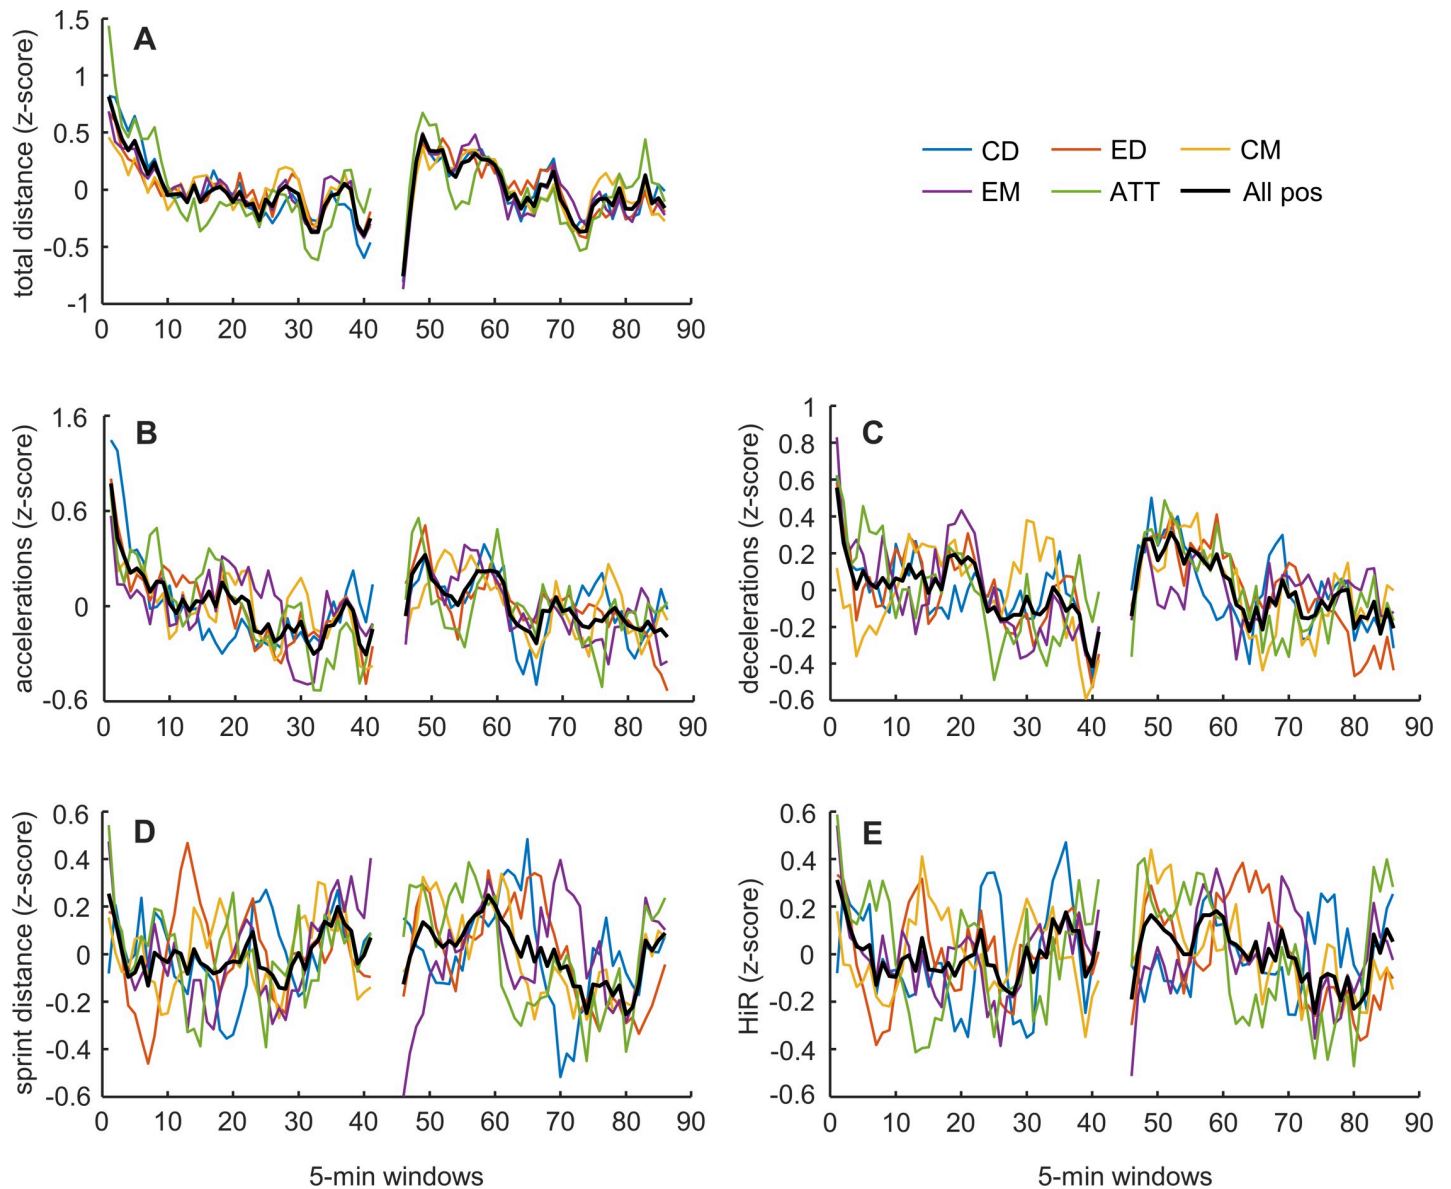 A
total distance (z-score)
1.5
1
0.5
0
-0.5
-1
0 10 20 30 40 50 60 70 80 90
CD ED CM
EM ATT All pos
B
accelerations (z-score)
1.6
0.6
0
-0.6
0 10 20 30 40 50 60 70 80 90
C
decelerations (z-score)
1
0.8
0.6
0.4
0.2
0
-0.2
-0.4
-0.6
0 10 20 30 40 50 60 70 80 90
D
sprint distance (z-score)
0.6
0.4
0.2
0
-0.2
-0.4
-0.6
0 10 20 30 40 50 60 70 80 90
5-min windows
E
HiR (z-score)
0.6
0.4
0.2
0
-0.2
-0.4
-0.6
0 10 20 30 40 50 60 70 80 90
5-min windows